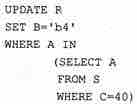 UPDATE R
SET B='b4'
WHERE A IN
(SELECT A
FROM S
WHERE C=40)